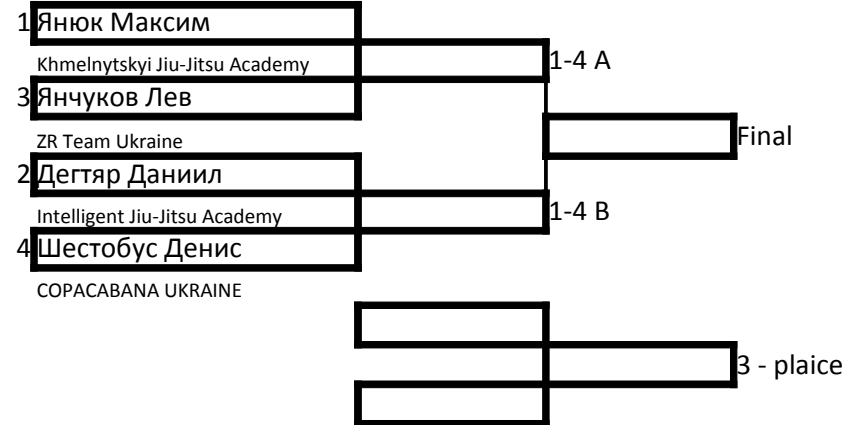 1 Янюк Максим
Khmelnytskyi Jiu-Jitsu Academy
1-4 A
3 Янчуков Лев
ZR Team Ukraine
Final
2 Дегтяр Даниил
Intelligent Jiu-Jitsu Academy
1-4 B
4 Шестобус Денис
COPACABANA UKRAINE
3 - plaice